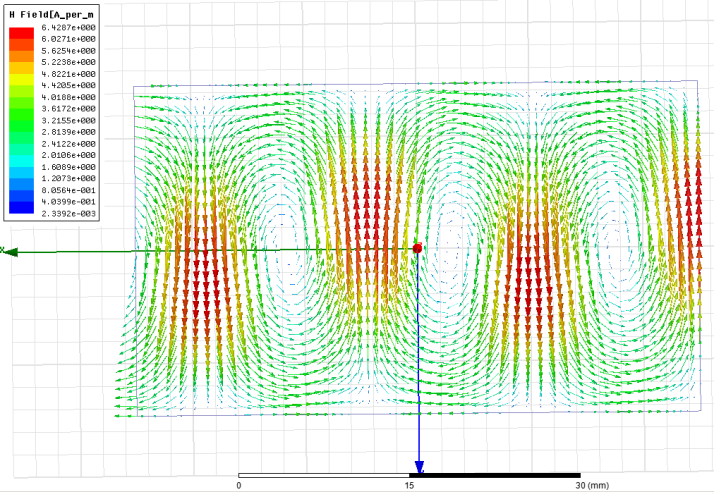 H Field[A_per_m
6.4287e+000
6.0271e+000
5.6254e+000
5.2238e+000
4.8221e+000
4.4205e+000
4.0188e+000
3.6172e+000
3.2155e+000
2.8139e+000
2.4122e+000
2.0106e+000
1.6089e+000
1.2073e+000
8.0564e-001
4.0399e-001
2.3392e-003
0
15
30 (mm)